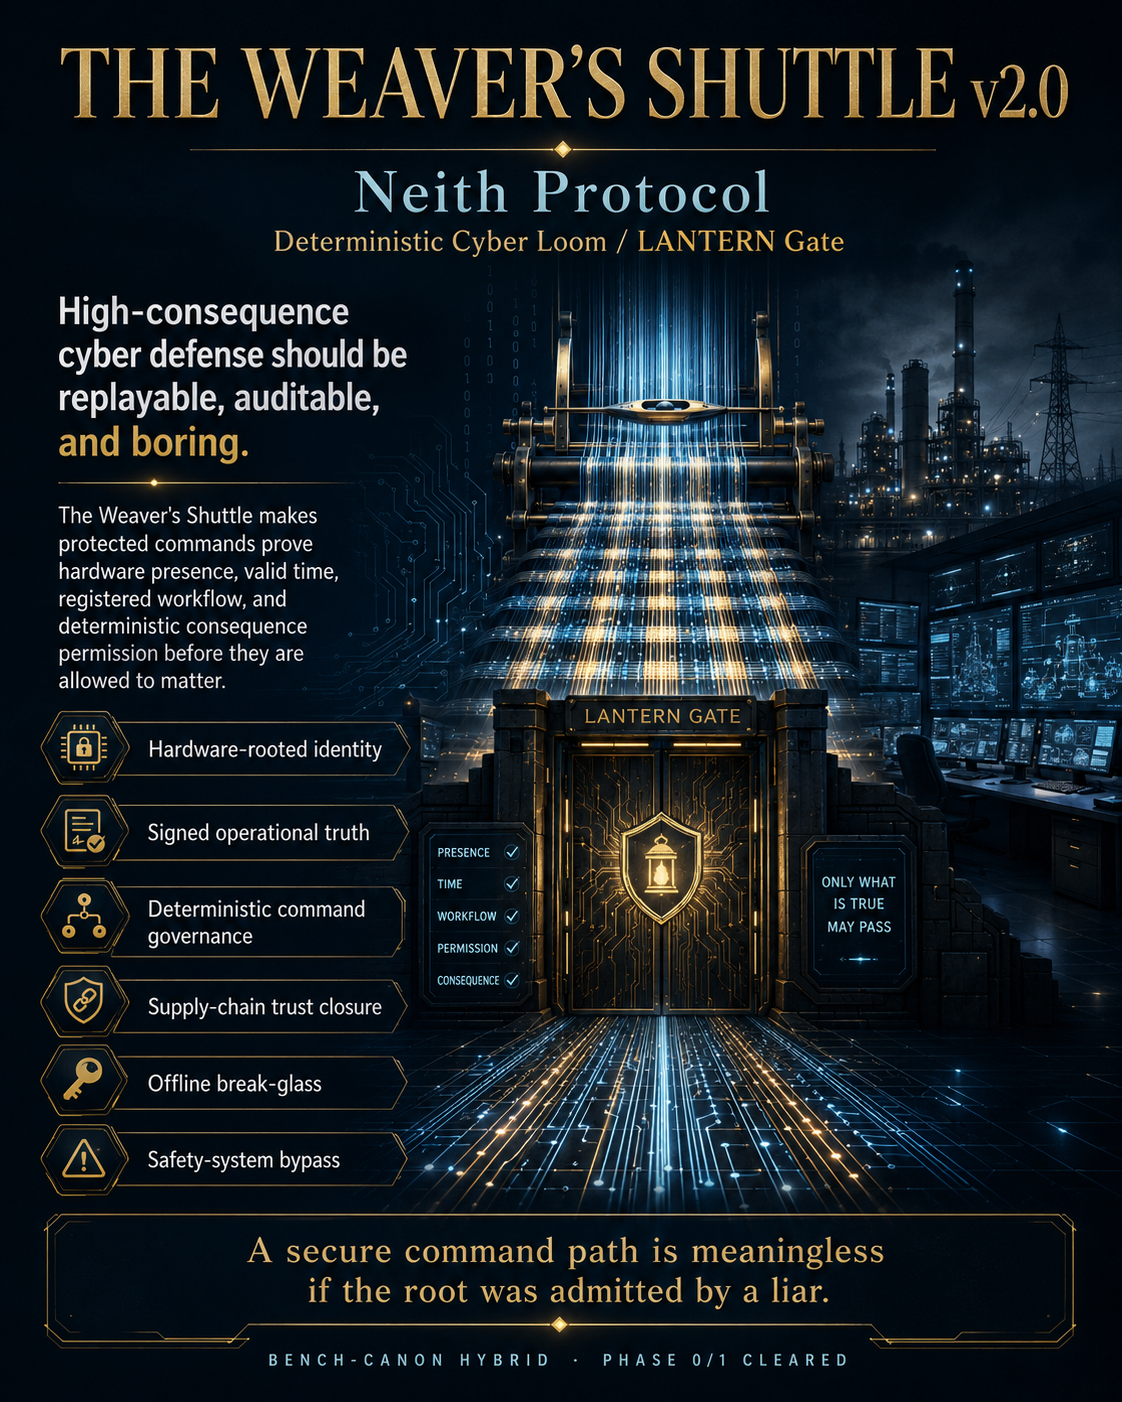 THE WEAVER'S SHUTTLE v2.0
Neith Protocol
Deterministic Cyber Loom / LANTERN Gate
High-consequence
cyber defense should be
replayable, auditable,
and boring.
The Weaver's Shuttle makes
protected commands prove
hardware presence, valid time,
registered workflow, and
deterministic consequence
permission before they are
allowed to matter.
Hardware-rooted identity
Signed operational truth
Deterministic command
governance
Supply-chain trust closure
Offline break-glass
Safety-system bypass
LANTERN GATE
PRESENCE
TIME
WORKFLOW
PERMISSION
CONSEQUENCE
ONLY WHAT
IS TRUE
MAY PASS
A secure command path is meaningless
if the root was admitted by a liar.
BENCH-CANON HYBRID · PHASE 0/1 CLEARED